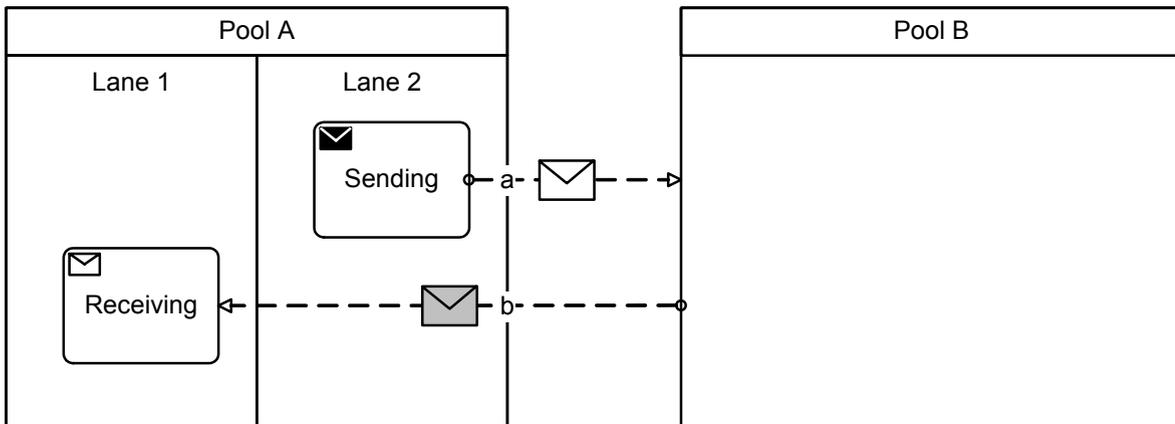 Pool A
Pool B
Lane 1
Lane 2
Sending
a
Receiving
b